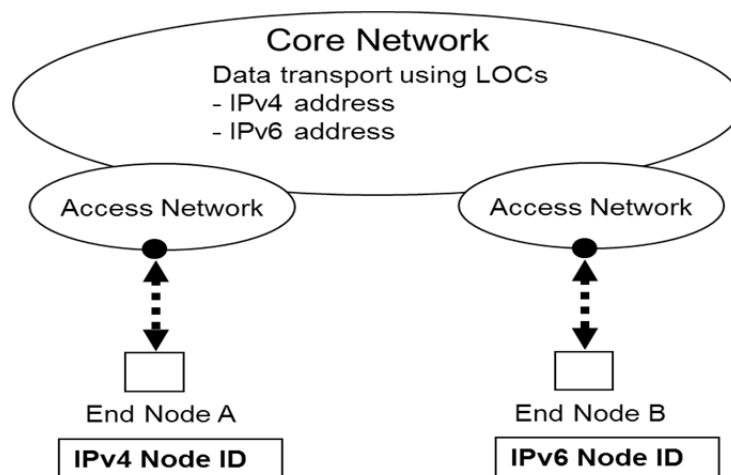 Core Network
Data transport using LOCs
- IPv4 address
- IPv6 address
Access Network
Access Network
End Node A
End Node B
IPv4 Node ID
IPv6 Node ID